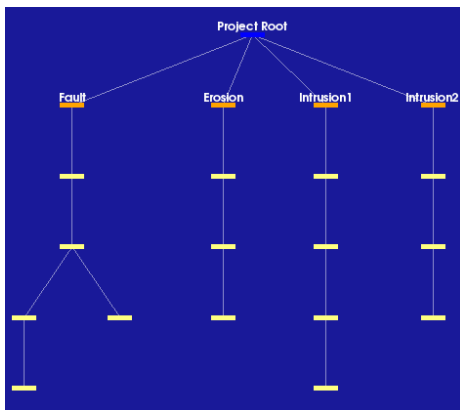 Project Root
Fault
Erosion
Intrusion1
Intrusion2